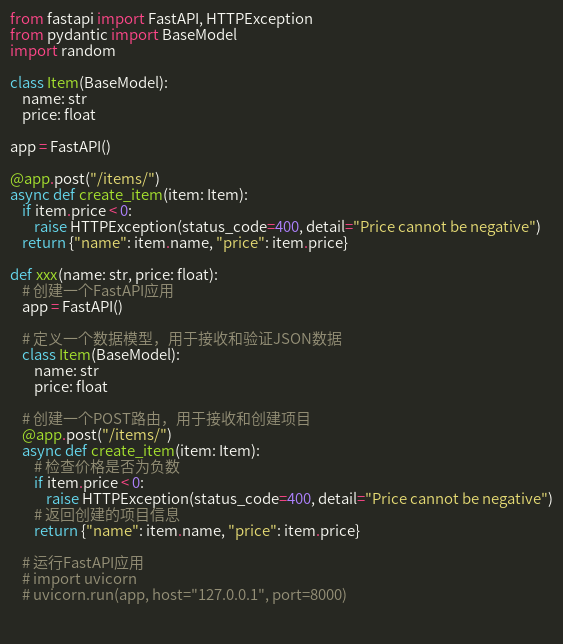 from fastapi import FastAPI, HTTPException
from pydantic import BaseModel
import random

class Item(BaseModel):
    name: str
    price: float

app = FastAPI()

@app.post("/items/")
async def create_item(item: Item):
    if item.price < 0:
        raise HTTPException(status_code=400, detail="Price cannot be negative")
    return {"name": item.name, "price": item.price}

def xxx(name: str, price: float):
    # 创建一个FastAPI应用
    app = FastAPI()

    # 定义一个数据模型，用于接收和验证JSON数据
    class Item(BaseModel):
        name: str
        price: float

    # 创建一个POST路由，用于接收和创建项目
    @app.post("/items/")
    async def create_item(item: Item):
        # 检查价格是否为负数
        if item.price < 0:
            raise HTTPException(status_code=400, detail="Price cannot be negative")
        # 返回创建的项目信息
        return {"name": item.name, "price": item.price}

    # 运行FastAPI应用
    # import uvicorn
    # uvicorn.run(app, host="127.0.0.1", port=8000)